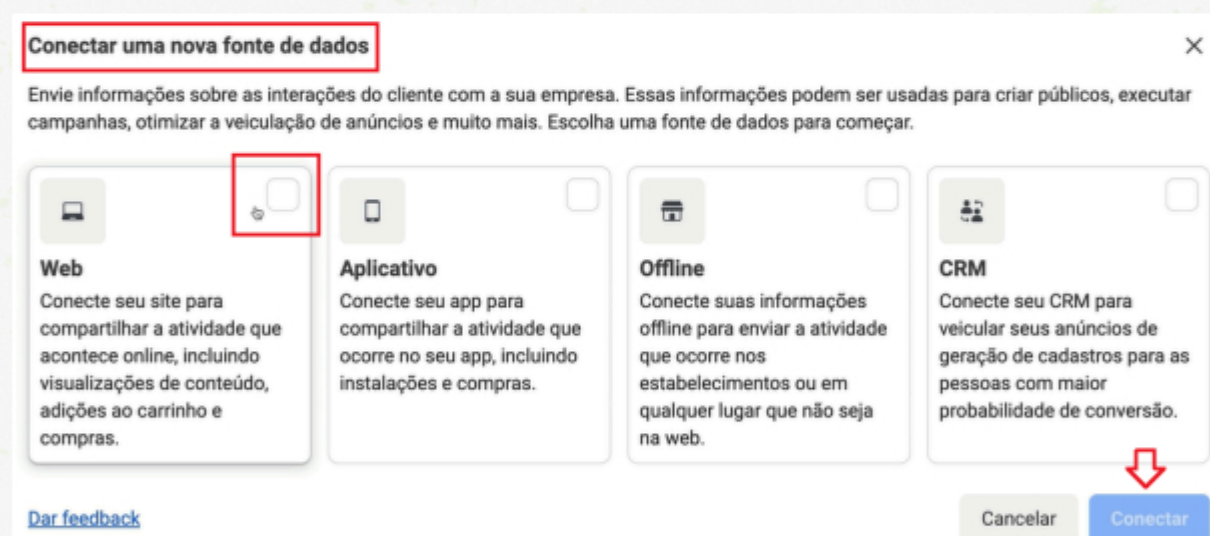 Conectar uma nova fonte de dados
Envie informações sobre as interações do cliente com a sua empresa. Essas informações podem ser usadas para criar públicos, executar
campanhas, otimizar a veiculação de anúncios e muito mais. Escolha uma fonte de dados para começar.
Web
Conecte seu site para
compartilhar a atividade que
acontece online, incluindo
visualizações de conteúdo,
adições ao carrinho e
compras.
Aplicativo
Conecte seu app para
compartilhar a atividade que
ocorre no seu app, incluindo
instalações e compras.
Offline
Conecte suas informações
offline para enviar a atividade
que ocorre nos
estabelecimentos ou em
qualquer lugar que não seja
na web.
CRM
Conecte seu CRM para
veicular seus anúncios de
geração de cadastros para as
pessoas com maior
probabilidade de conversão.
Dar feedback
Cancelar
Conectar